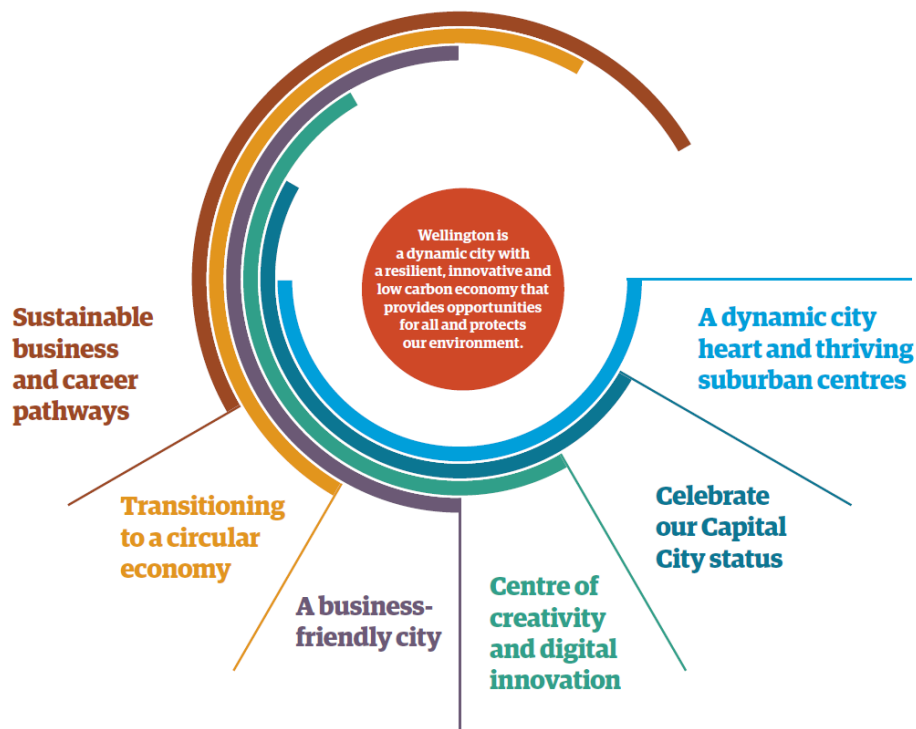 Wellington is
a dynamic city with
a resilient, innovative and
low carbon economy that
provides opportunities
for all and protects
our environment.
Sustainable
business
and career
pathways
Transitioning
to a circular
economy
A business-
friendly city
Centre of
creativity
and digital
innovation
Celebrate
our Capital
City status
A dynamic city
heart and thriving
suburban centres